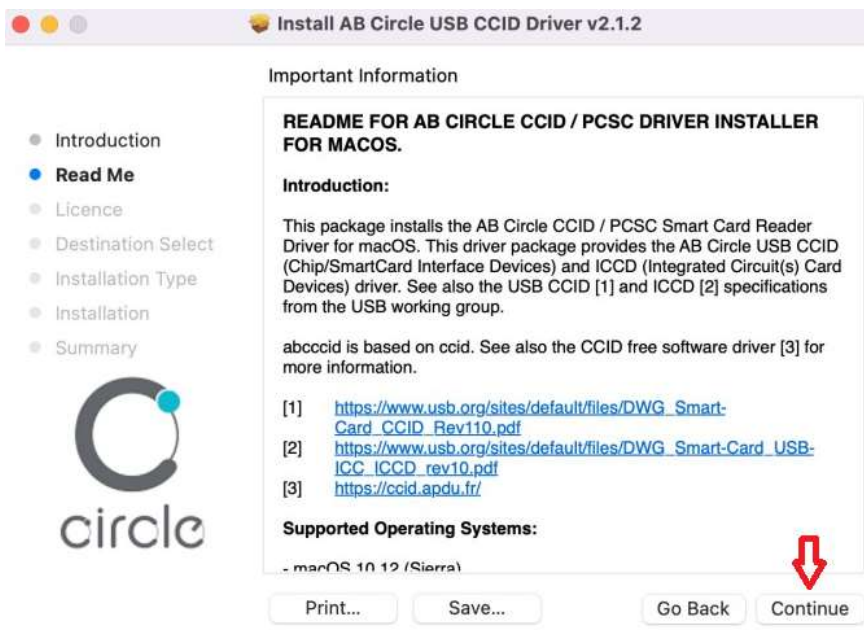 Install AB Circle USB CCID Driver v2.1.2
Important Information
Introduction
Read Me
Licence
Destination Select
Installation Type
Installation
Summary
circle
README FOR AB CIRCLE CCID / PCSC DRIVER INSTALLER
FOR MACOS.
Introduction:
This package installs the AB Circle CCID / PCSC Smart Card Reader
Driver for macOS. This driver package provides the AB Circle USB CCID
(Chip/SmartCard Interface Devices) and ICCD (Integrated Circuit(s) Card
Devices) driver. See also the USB CCID [1] and ICCD [2] specifications
from the USB working group.
abcccid is based on ccid. See also the CCID free software driver [3] for
more information.
[1] https://www.usb.org/sites/default/files/DWG_Smart-
Card_CCID_Rev110.pdf
[2] https://www.usb.org/sites/default/files/DWG_Smart-Card_USB-
ICC_ICCD_rev10.pdf
[3] https://ccid.apdu.fr/
Supported Operating Systems:
- macOS 10.12 (Sierra)
Print... Save... Go Back Continue